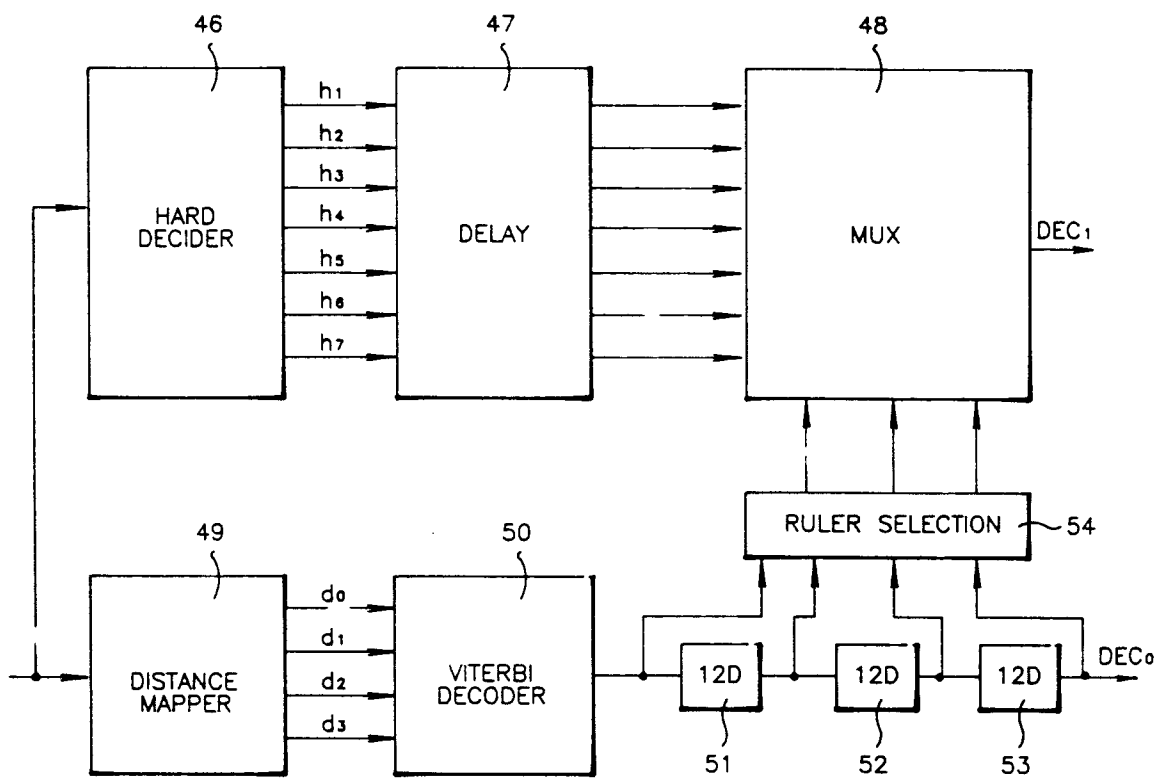 46
47
48
h1
h2
h3
h4
h5
h6
h7
HARD
DECIDER
DELAY
MUX
DEC1
RULER SELECTION
54
49
50
d0
d1
d2
d3
DISTANCE
MAPPER
VITERBI
DECODER
12D
12D
12D
DEC0
51
52
53